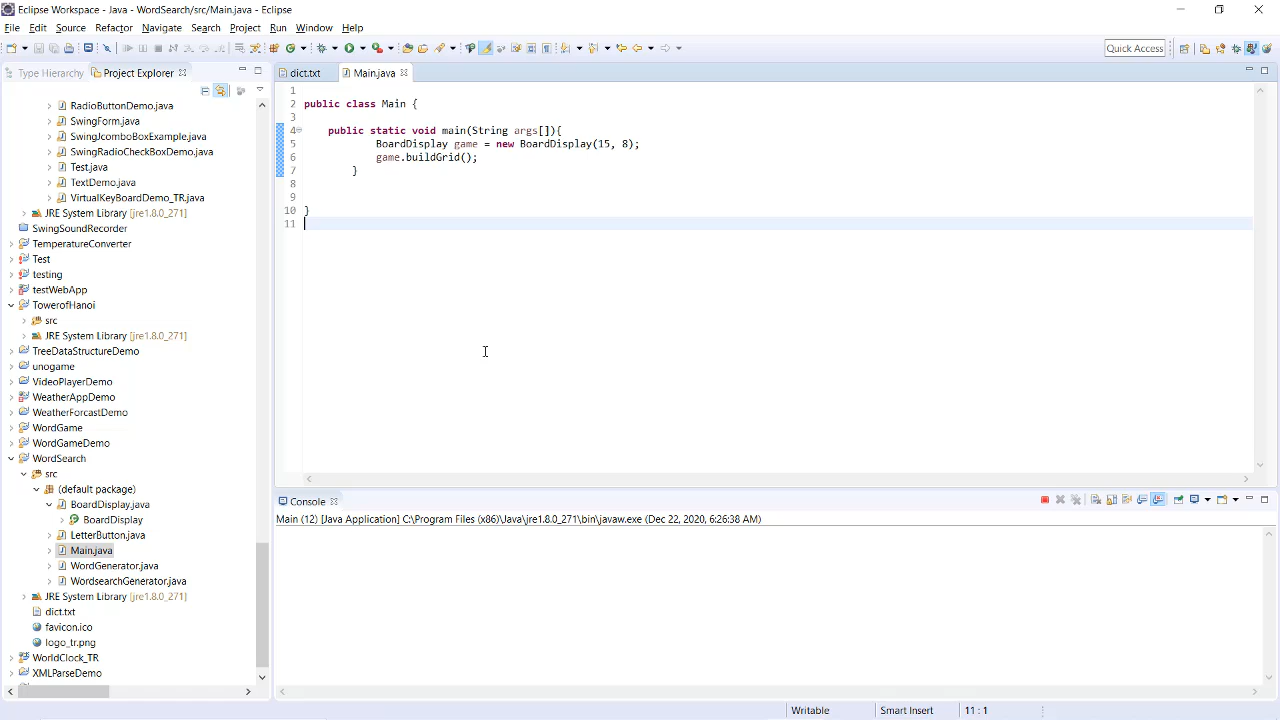 Eclipse Workspace - Java - WordSearch/src/Main.java - Eclipse
File Edit Source Refactor Navigate Search Project Run Window Help
Quick Access
Type Hierarchy Project Explorer
RadioButtonDemo.java
SwingForm.java
SwingJcomboBoxExample.java
SwingRadioCheckBoxDemo.java
Test.java
TextDemo.java
VirtualKeyBoardDemo_TR.java
JRE System Library [jre1.8.0_271]
SwingSoundRecorder
TemperatureConverter
Test
testing
testWebApp
TowerofHanoi
src
JRE System Library [jre1.8.0_271]
TreeDataStructureDemo
unogame
VideoPlayerDemo
WeatherAppDemo
WeatherForcastDemo
WordGame
WordGameDemo
WordSearch
src
(default package)
BoardDisplay.java
BoardDisplay
LetterButton.java
Main.java
WordGenerator.java
WordsearchGenerator.java
JRE System Library [jre1.8.0_271]
dict.txt
favicon.ico
logo_tr.png
WorldClock_TR
XMLParseDemo
dict.txt Main.java
1
2 public class Main {
3
4 public static void main(String args[]){
5 BoardDisplay game = new BoardDisplay(15, 8);
6 game.buildGrid();
7 }
8
9
10 }
11
Console
Main (12) [Java Application] C:\Program Files (x86)\Java\jre1.8.0_271\bin\javaw.exe (Dec 22, 2020, 6:26:38 AM)
Writable Smart Insert 11 : 1